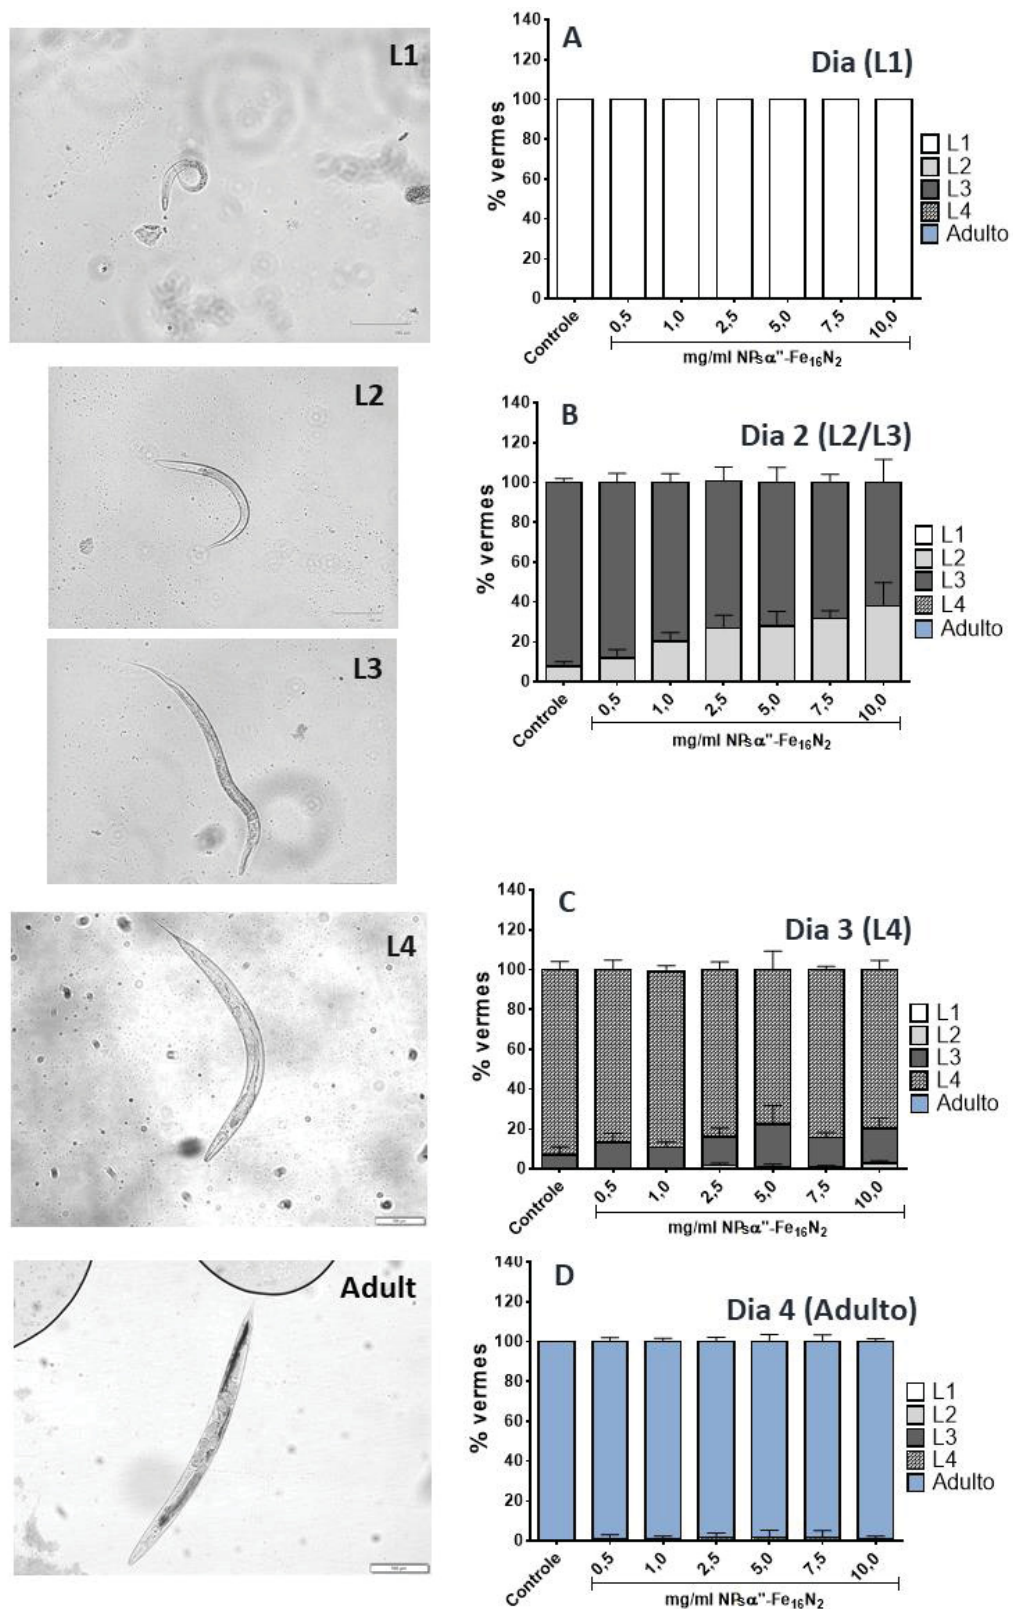 L1
A
Dia (L1)
140
120
100
80
60
40
20
0
% vermes
L1
L2
L3
L4
Adulto
Controle
0,5
1,0
2,5
5,0
7,5
10,0
mg/ml NPsα"-Fe₁₆N₂
L2
B
Dia 2 (L2/L3)
140
120
100
80
60
40
20
0
% vermes
L1
L2
L3
L4
Adulto
Controle
0,5
1,0
2,5
5,0
7,5
10,0
mg/ml NPsα"-Fe₁₆N₂
L3
L4
C
Dia 3 (L4)
140
120
100
80
60
40
20
0
% vermes
L1
L2
L3
L4
Adulto
Controle
0,5
1,0
2,5
5,0
7,5
10,0
mg/ml NPsα"-Fe₁₆N₂
Adult
D
Dia 4 (Adulto)
140
120
100
80
60
40
20
0
% vermes
L1
L2
L3
L4
Adulto
Controle
0,5
1,0
2,5
5,0
7,5
10,0
mg/ml NPsα"-Fe₁₆N₂